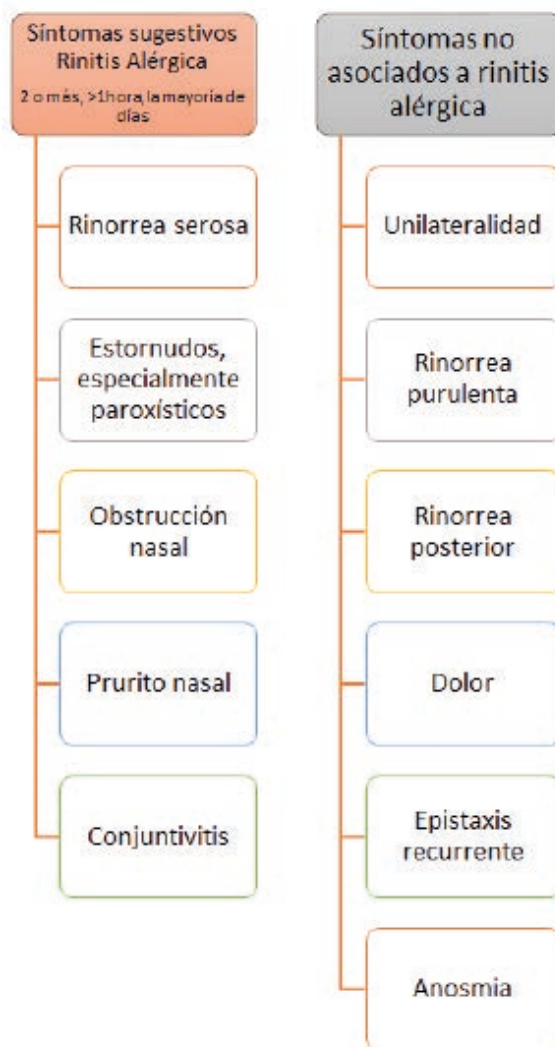 Síntomas sugestivos
Rinitis Alérgica
2 o más, >1hora, la mayoría de
días
Rinorrea serosa
Estornudos,
especialmente
paroxísticos
Obstrucción
nasal
Prurito nasal
Conjuntivitis
Síntomas no
asociados a rinitis
alérgica
Unilateralidad
Rinorrea
purulenta
Rinorrea
posterior
Dolor
Epistaxis
recurrente
Anosmia